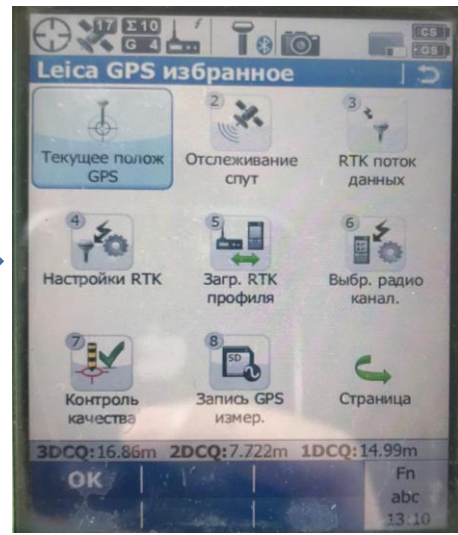 17 Σ10
G 4
CS
GS
Leica GPS избранное
Текущее полож
GPS
2
Отслеживание
спут
3
RTK поток
данных
4
Настройки RTK
5
Загр. RTK
профиля
6
Выбр. радио
канал.
7
Контроль
качества
8
SD
Запись GPS
измер.
Страница
3DCQ:16.86m 2DCQ:7.722m 1DCQ:14.99m
OK
Fn
abc
13:10